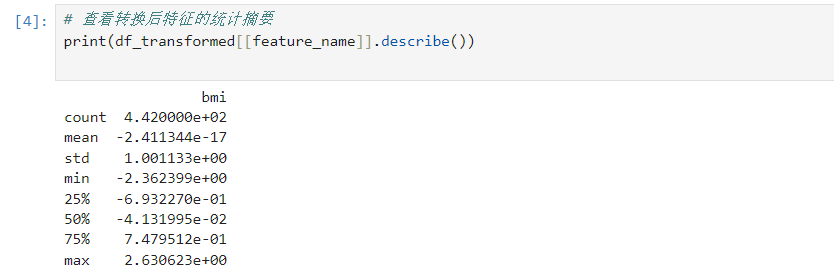 [4]: # 查看转换后特征的统计摘要
print(df_transformed[[feature_name]].describe())
bmi
count 4.420000e+02
mean -2.411344e-17
std 1.001133e+00
min -2.362399e+00
25% -6.932270e-01
50% -4.131995e-02
75% 7.479512e-01
max 2.630623e+00